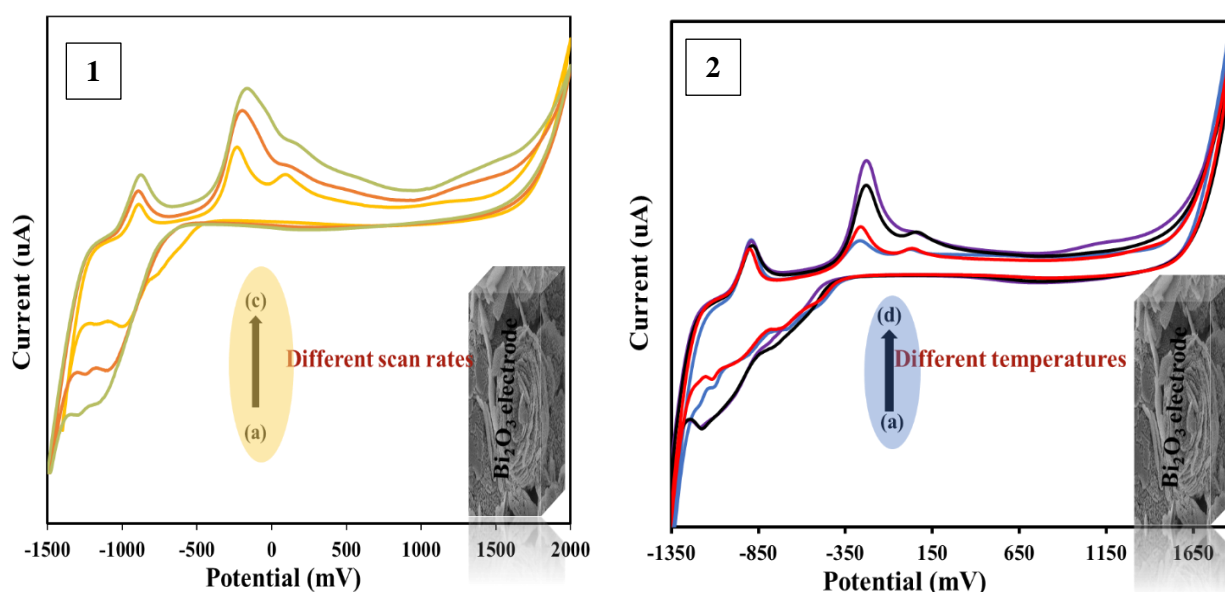 1
Current (uA)
(c)
Different scan rates
(a)
Bi₂O₃ electrode
-1500 -1000 -500 0 500 1000 1500 2000
Potential (mV)
2
Current (uA)
(d)
Different temperatures
(a)
Bi₂O₃ electrode
-1350 -850 -350 150 650 1150 1650
Potential (mV)